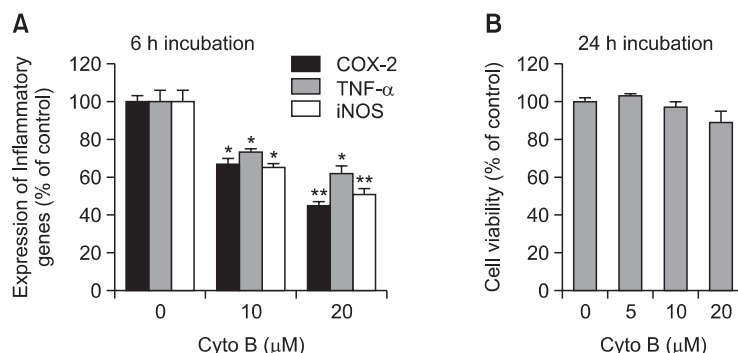 A
6 h incubation
COX-2
TNF-α
iNOS
Expression of Inflammatory
genes (% of control)
120
100
80
60
40
20
0
* * *
** * **
0 10 20
Cyto B (μM)
B
24 h incubation
Cell viability (% of control)
120
100
80
60
40
20
0
0 5 10 20
Cyto B (μM)